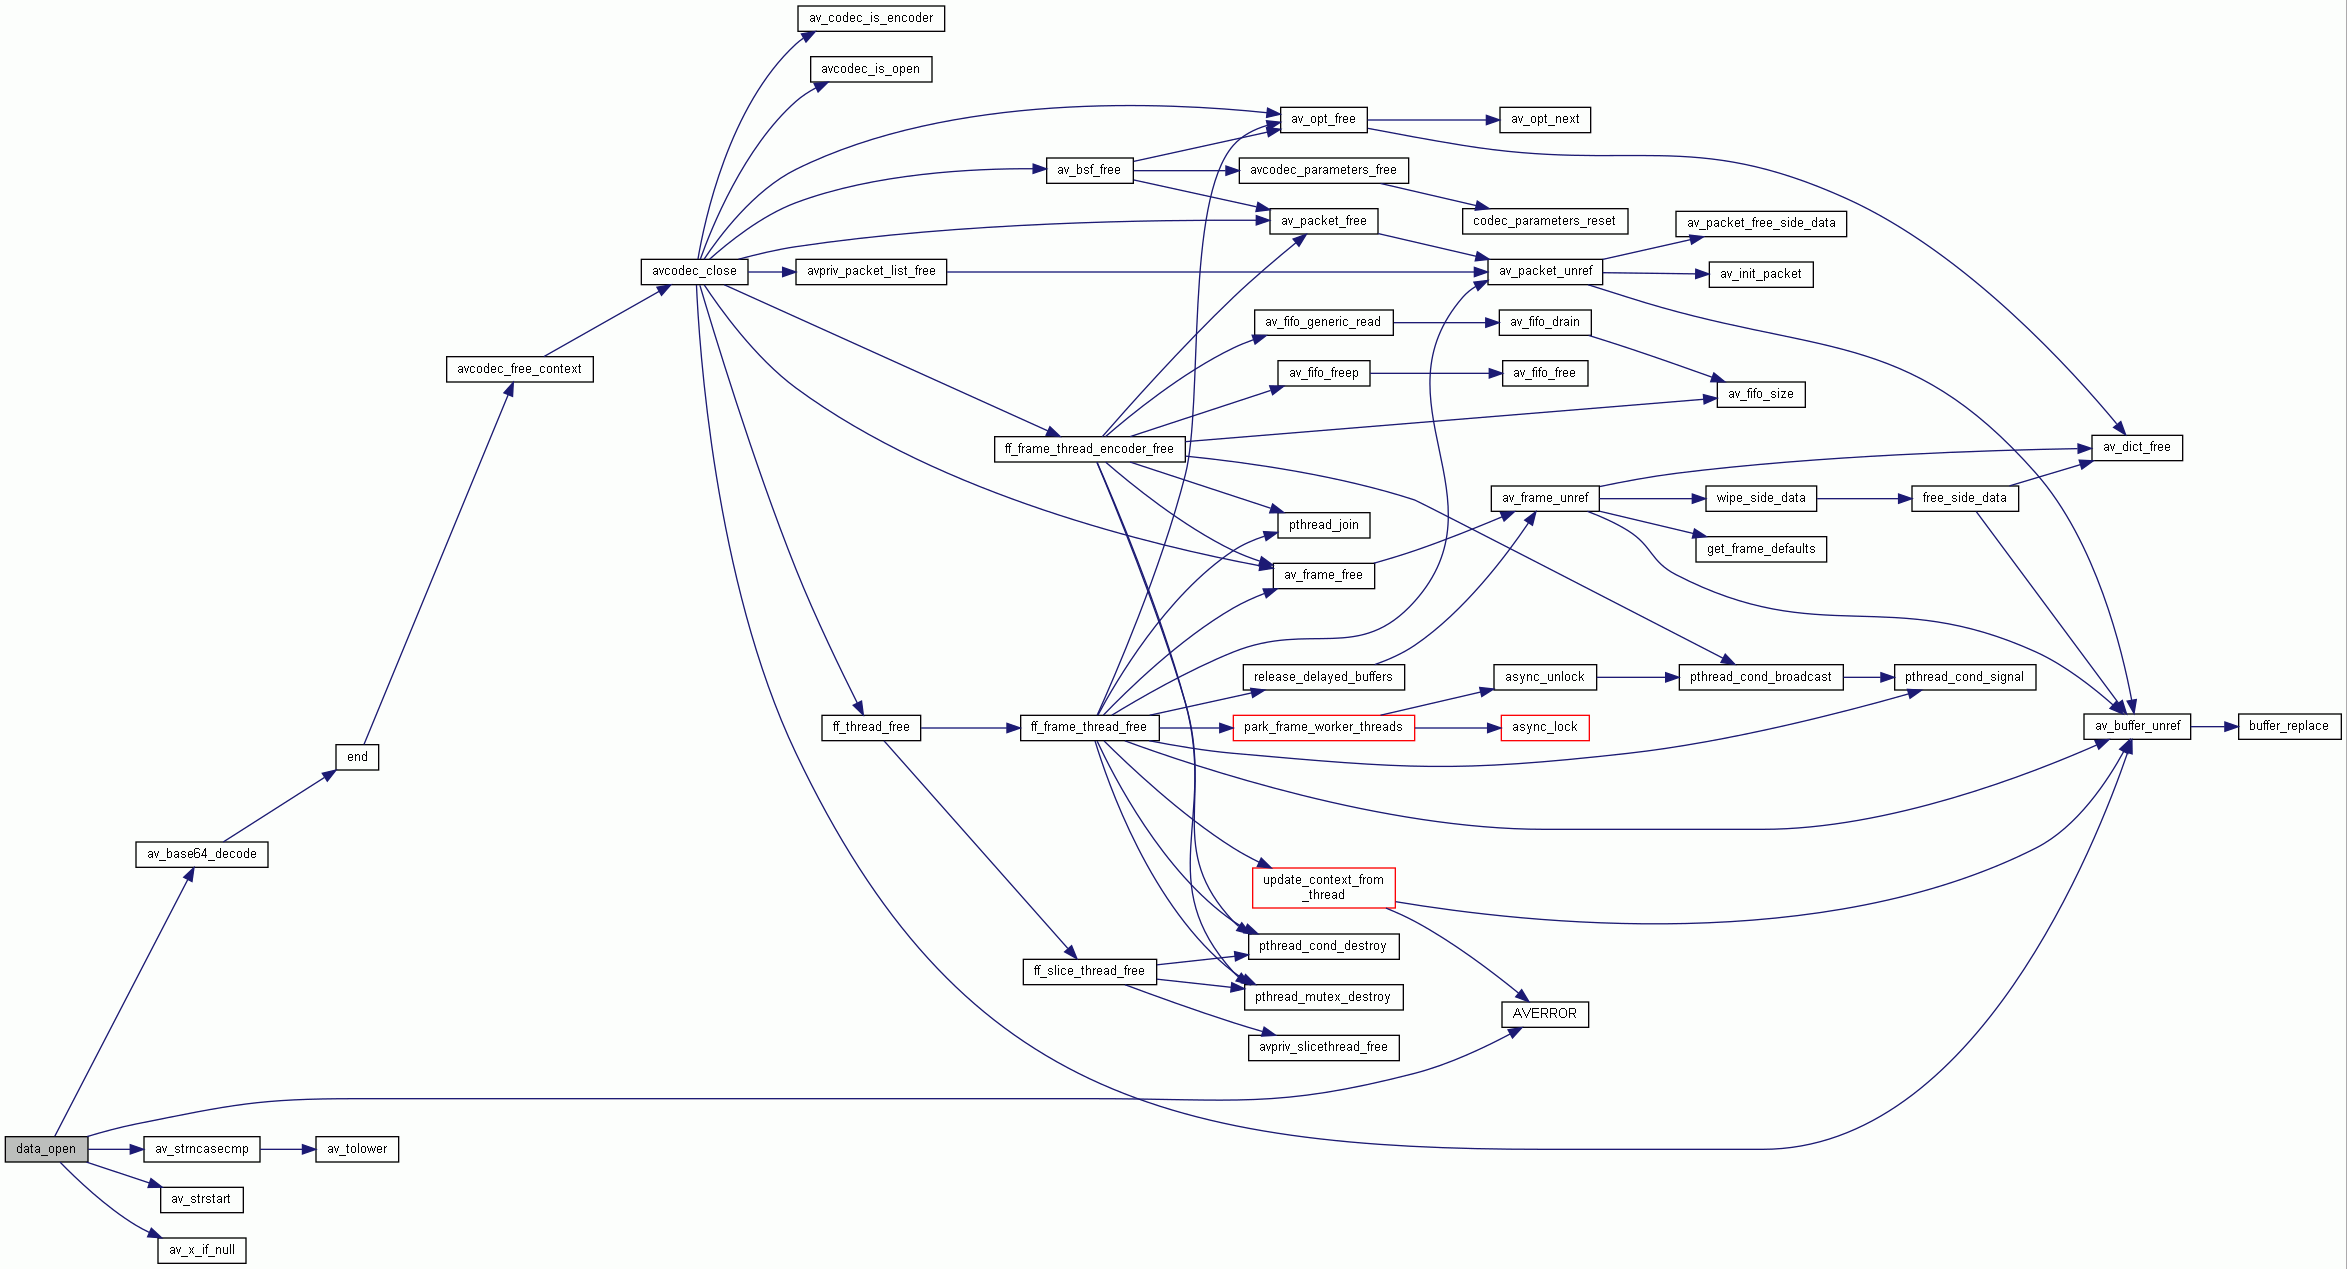 av_codec_is_encoder
avcodec_is_open
av_opt_free
av_opt_next
av_bsf_free
avcodec_parameters_free
av_packet_free
codec_parameters_reset
av_packet_free_side_data
avcodec_close
avpriv_packet_list_free
av_packet_unref
av_init_packet
av_fifo_generic_read
av_fifo_drain
avcodec_free_context
av_fifo_freep
av_fifo_free
av_fifo_size
ff_frame_thread_encoder_free
av_dict_free
av_frame_unref
wipe_side_data
free_side_data
pthread_join
get_frame_defaults
av_frame_free
release_delayed_buffers
async_unlock
pthread_cond_broadcast
pthread_cond_signal
ff_thread_free
ff_frame_thread_free
park_frame_worker_threads
async_lock
av_buffer_unref
buffer_replace
end
av_base64_decode
update_context_from
_thread
pthread_cond_destroy
ff_slice_thread_free
pthread_mutex_destroy
AVERROR
avpriv_slicethread_free
data_open
av_strncasecmp
av_tolower
av_strstart
av_x_if_null